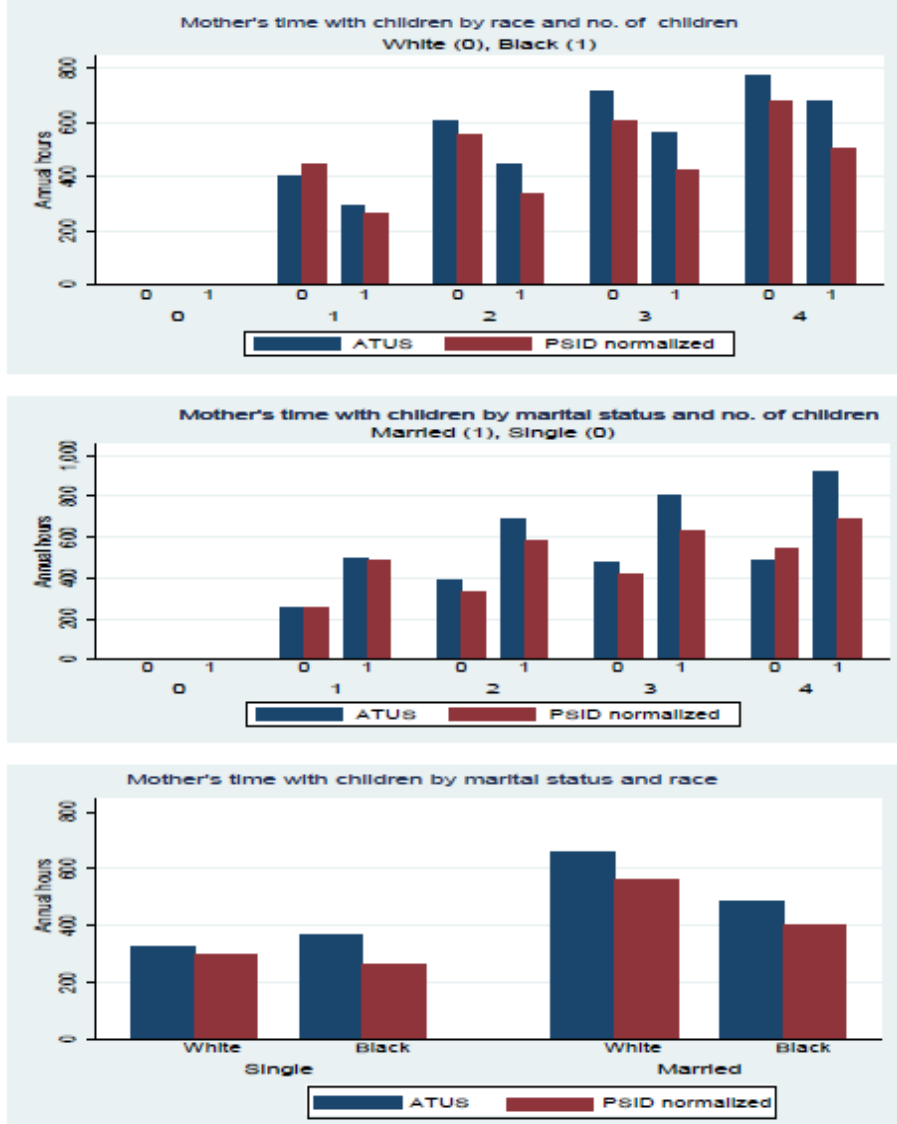 Mother's time with children by race and no. of children
White (0), Black (1)
Annual hours
800
600
400
200
0
0 1 0 1 0 1 0 1 0 1
0 1 2 3 4
ATUS PSID normalized
Mother's time with children by marital status and no. of children
Married (1), Single (0)
Annual hours
1,000
800
600
400
200
0
0 1 0 1 0 1 0 1 0 1
0 1 2 3 4
ATUS PSID normalized
Mother's time with children by marital status and race
Annual hours
800
600
400
200
0
White Black White Black
Single Married
ATUS PSID normalized